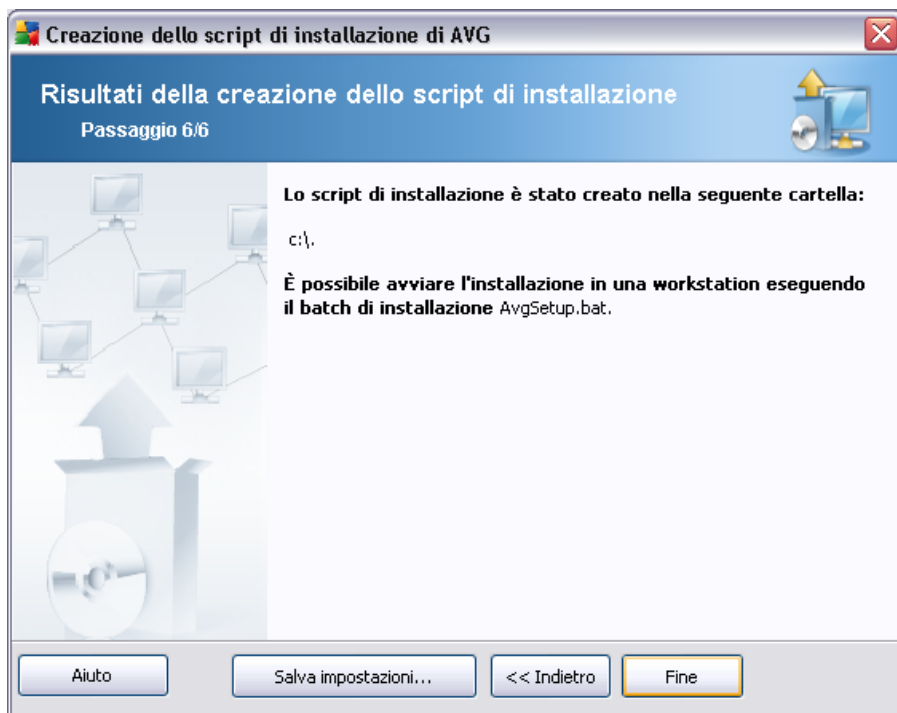 Creazione dello script di installazione di AVG
Risultati della creazione dello script di installazione
Passaggio 6/6
Lo script di installazione è stato creato nella seguente cartella:
c:\.
È possibile avviare l'installazione in una workstation eseguendo
il batch di installazione AvgSetup.bat.
Aiuto
Salva impostazioni...
<< Indietro
Fine